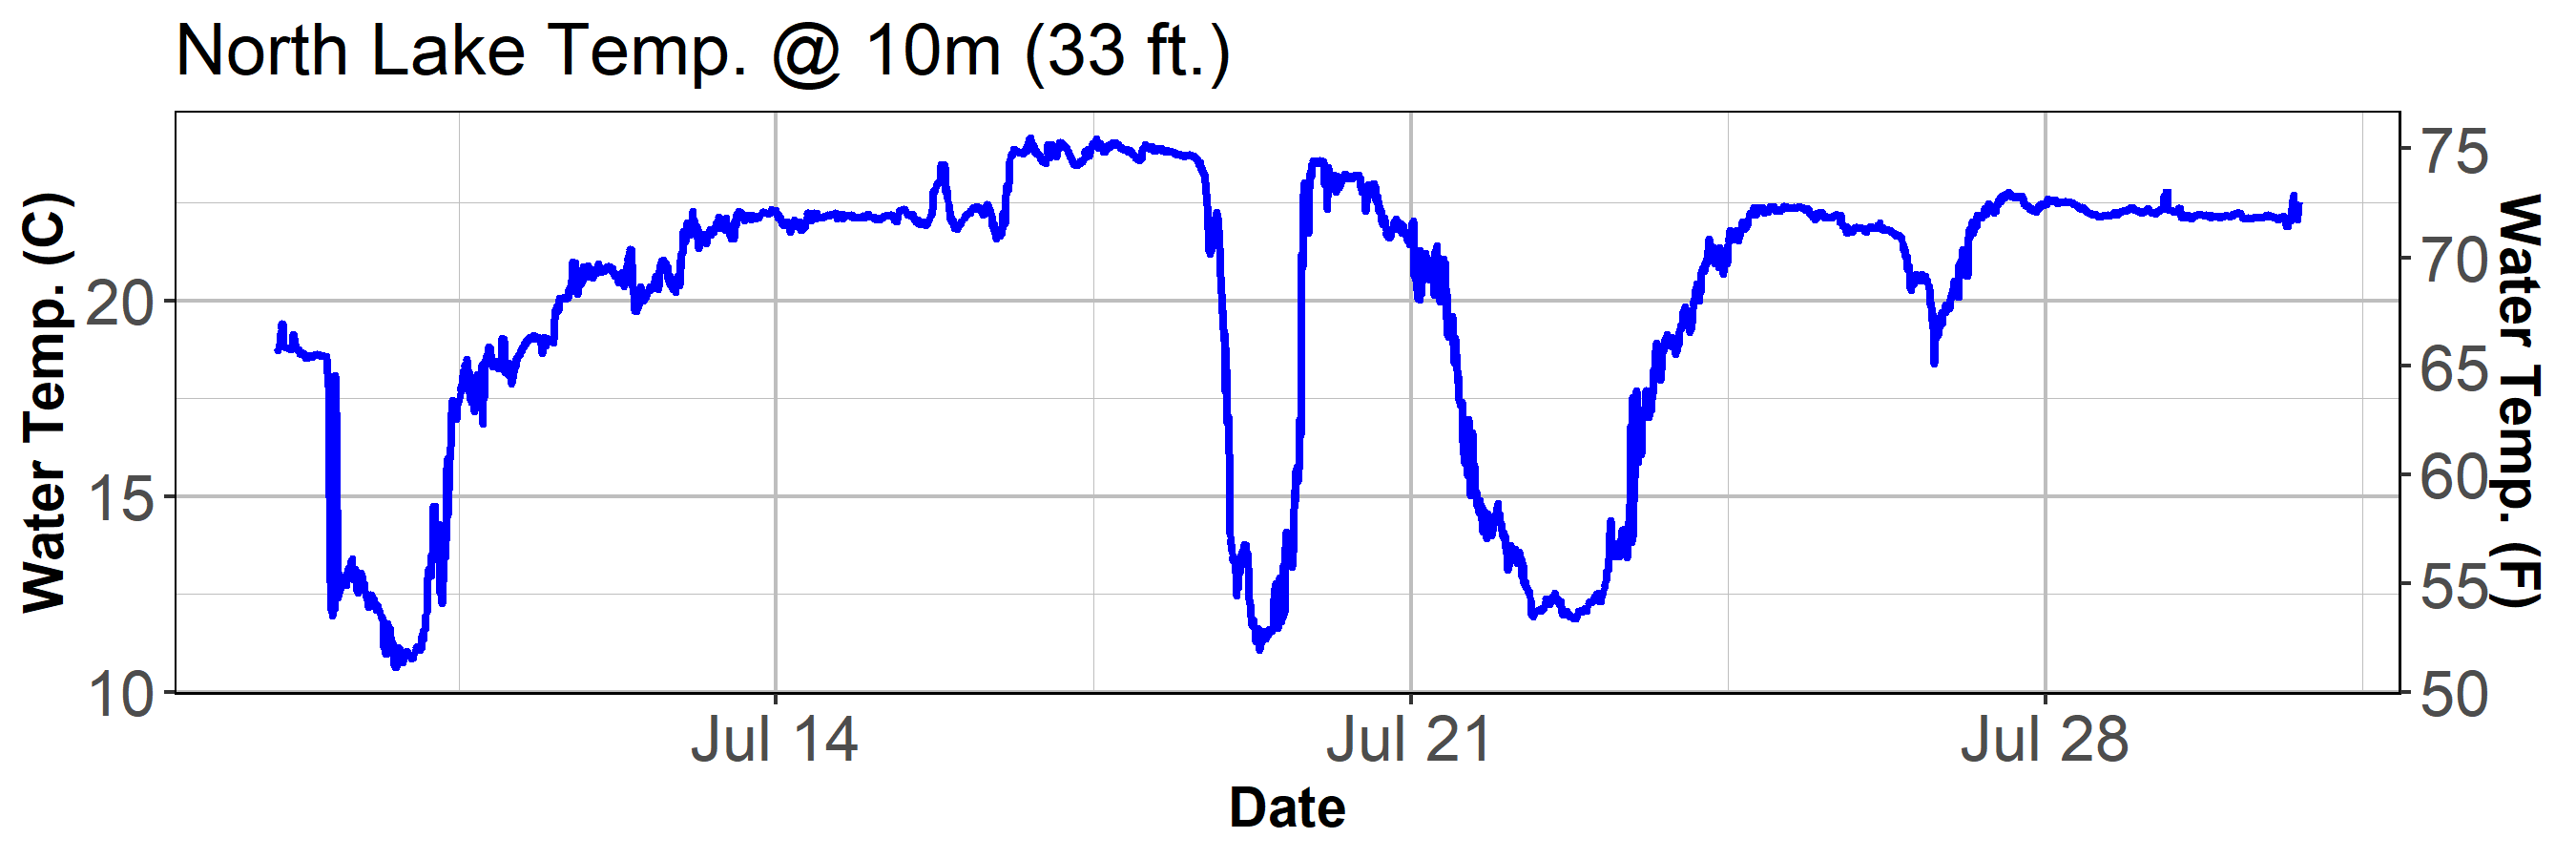 North Lake Temp. @ 10m (33 ft.)
Water Temp. (C)
20
15
10
75
70
65
60
55
50
Water Temp. (F)
Jul 14
Jul 21
Jul 28
Date